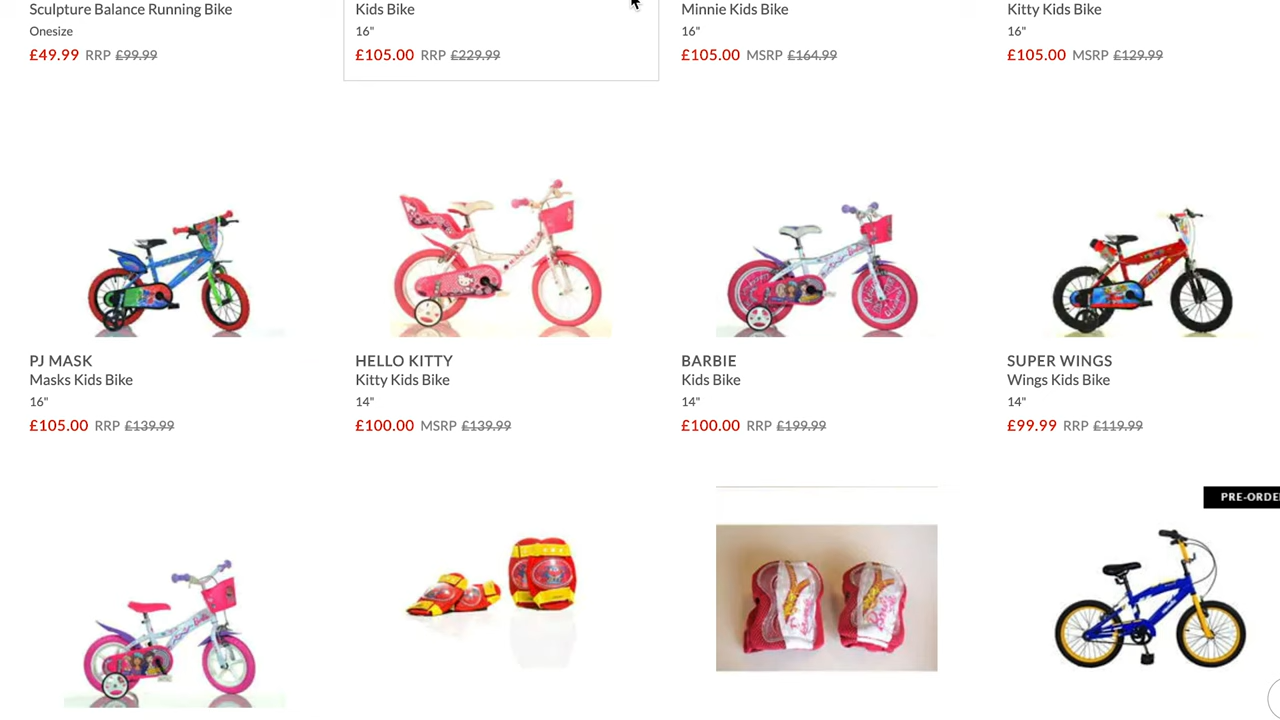 Sculpture Balance Running Bike
Onesize
£49.99 RRP £99.99
Kids Bike
16"
£105.00 RRP £229.99
Minnie Kids Bike
16"
£105.00 MSRP £164.99
Kitty Kids Bike
16"
£105.00 MSRP £129.99
PJ MASK
Masks Kids Bike
16"
£105.00 RRP £139.99
HELLO KITTY
Kitty Kids Bike
14"
£100.00 MSRP £139.99
BARBIE
Kids Bike
14"
£100.00 RRP £199.99
SUPER WINGS
Wings Kids Bike
14"
£99.99 RRP £119.99
PRE-ORDE